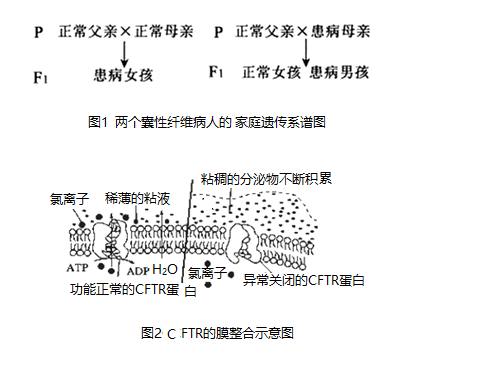 P 正常父亲×正常母亲 P 正常父亲×患病母亲
F1 患病女孩 F1 正常女孩 患病男孩
图1 两个囊性纤维病人的 家庭遗传系谱图
粘稠的分泌物不断积累
氯离子 稀薄的粘液
ATP ADP H2O 氯离子
功能正常的CFTR蛋白 异常关闭的CFTR蛋白
图2 C FTR的膜整合示意图